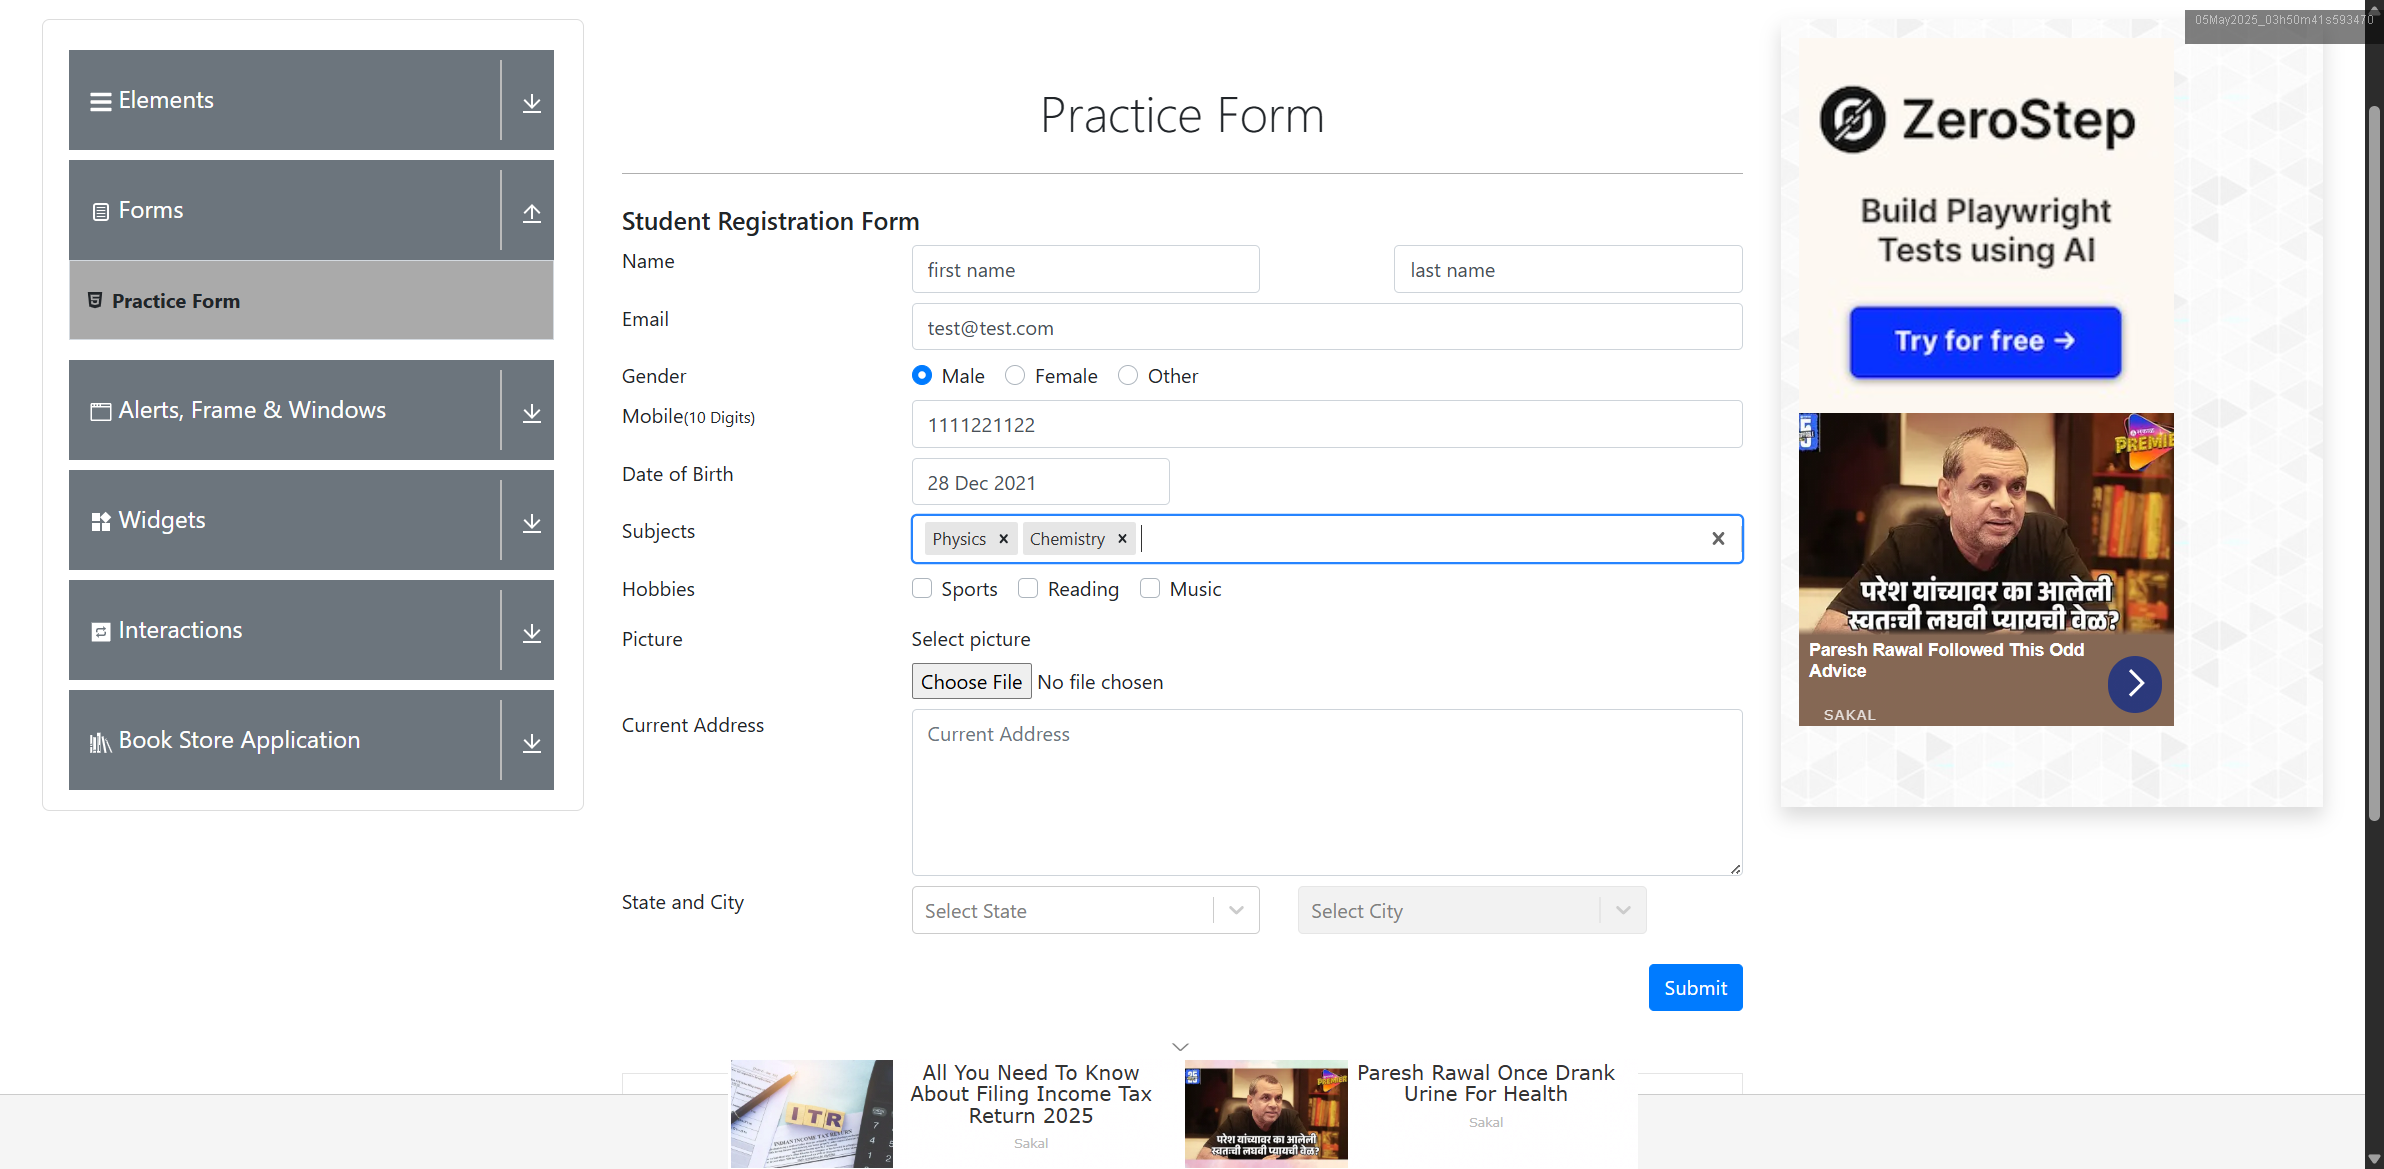 05May2025_03h50m41s593470
Elements
Forms
Practice Form
Alerts, Frame & Windows
Widgets
Interactions
Book Store Application
Practice Form
Student Registration Form
Name
first name
last name
Email
test@test.com
Gender
Male
Female
Other
Mobile(10 Digits)
1111221122
Date of Birth
28 Dec 2021
Subjects
Physics
Chemistry
Hobbies
Sports
Reading
Music
Picture
Select picture
Choose File No file chosen
Current Address
Current Address
State and City
Select State
Select City
Submit
ZeroStep
Build Playwright
Tests using AI
Try for free →
परेश यांच्यावर का आलेली
स्वतःची लघवी प्यायची वेळ?
Paresh Rawal Followed This Odd
Advice
SAKAL
ITR
INDIAN INCOME TAX RETURN
All You Need To Know
About Filing Income Tax
Return 2025
Sakal
परेश यांच्यावर का आलेली
स्वतःची लघवी प्यायची वेळ?
Paresh Rawal Once Drank
Urine For Health
Sakal